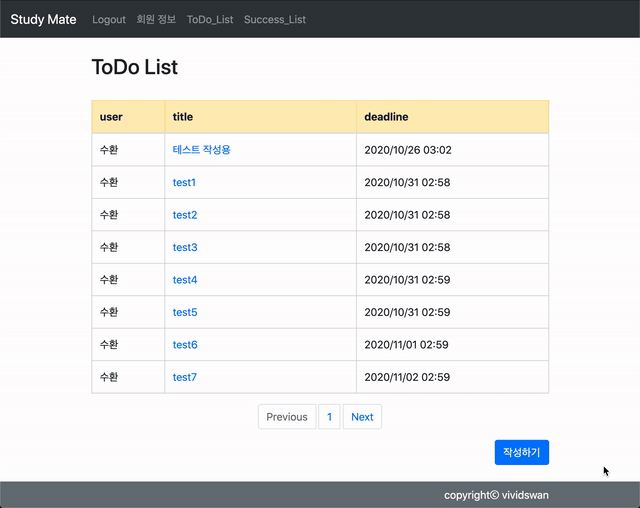 Study Mate Logout 회원 정보 ToDo_List Success_List
ToDo List
user title deadline
수환 테스트 작성용 2020/10/26 03:02
수환 test1 2020/10/31 02:58
수환 test2 2020/10/31 02:58
수환 test3 2020/10/31 02:58
수환 test4 2020/10/31 02:59
수환 test5 2020/10/31 02:59
수환 test6 2020/11/01 02:59
수환 test7 2020/11/02 02:59
Previous 1 Next
작성하기
copyrightⓒ vividswan